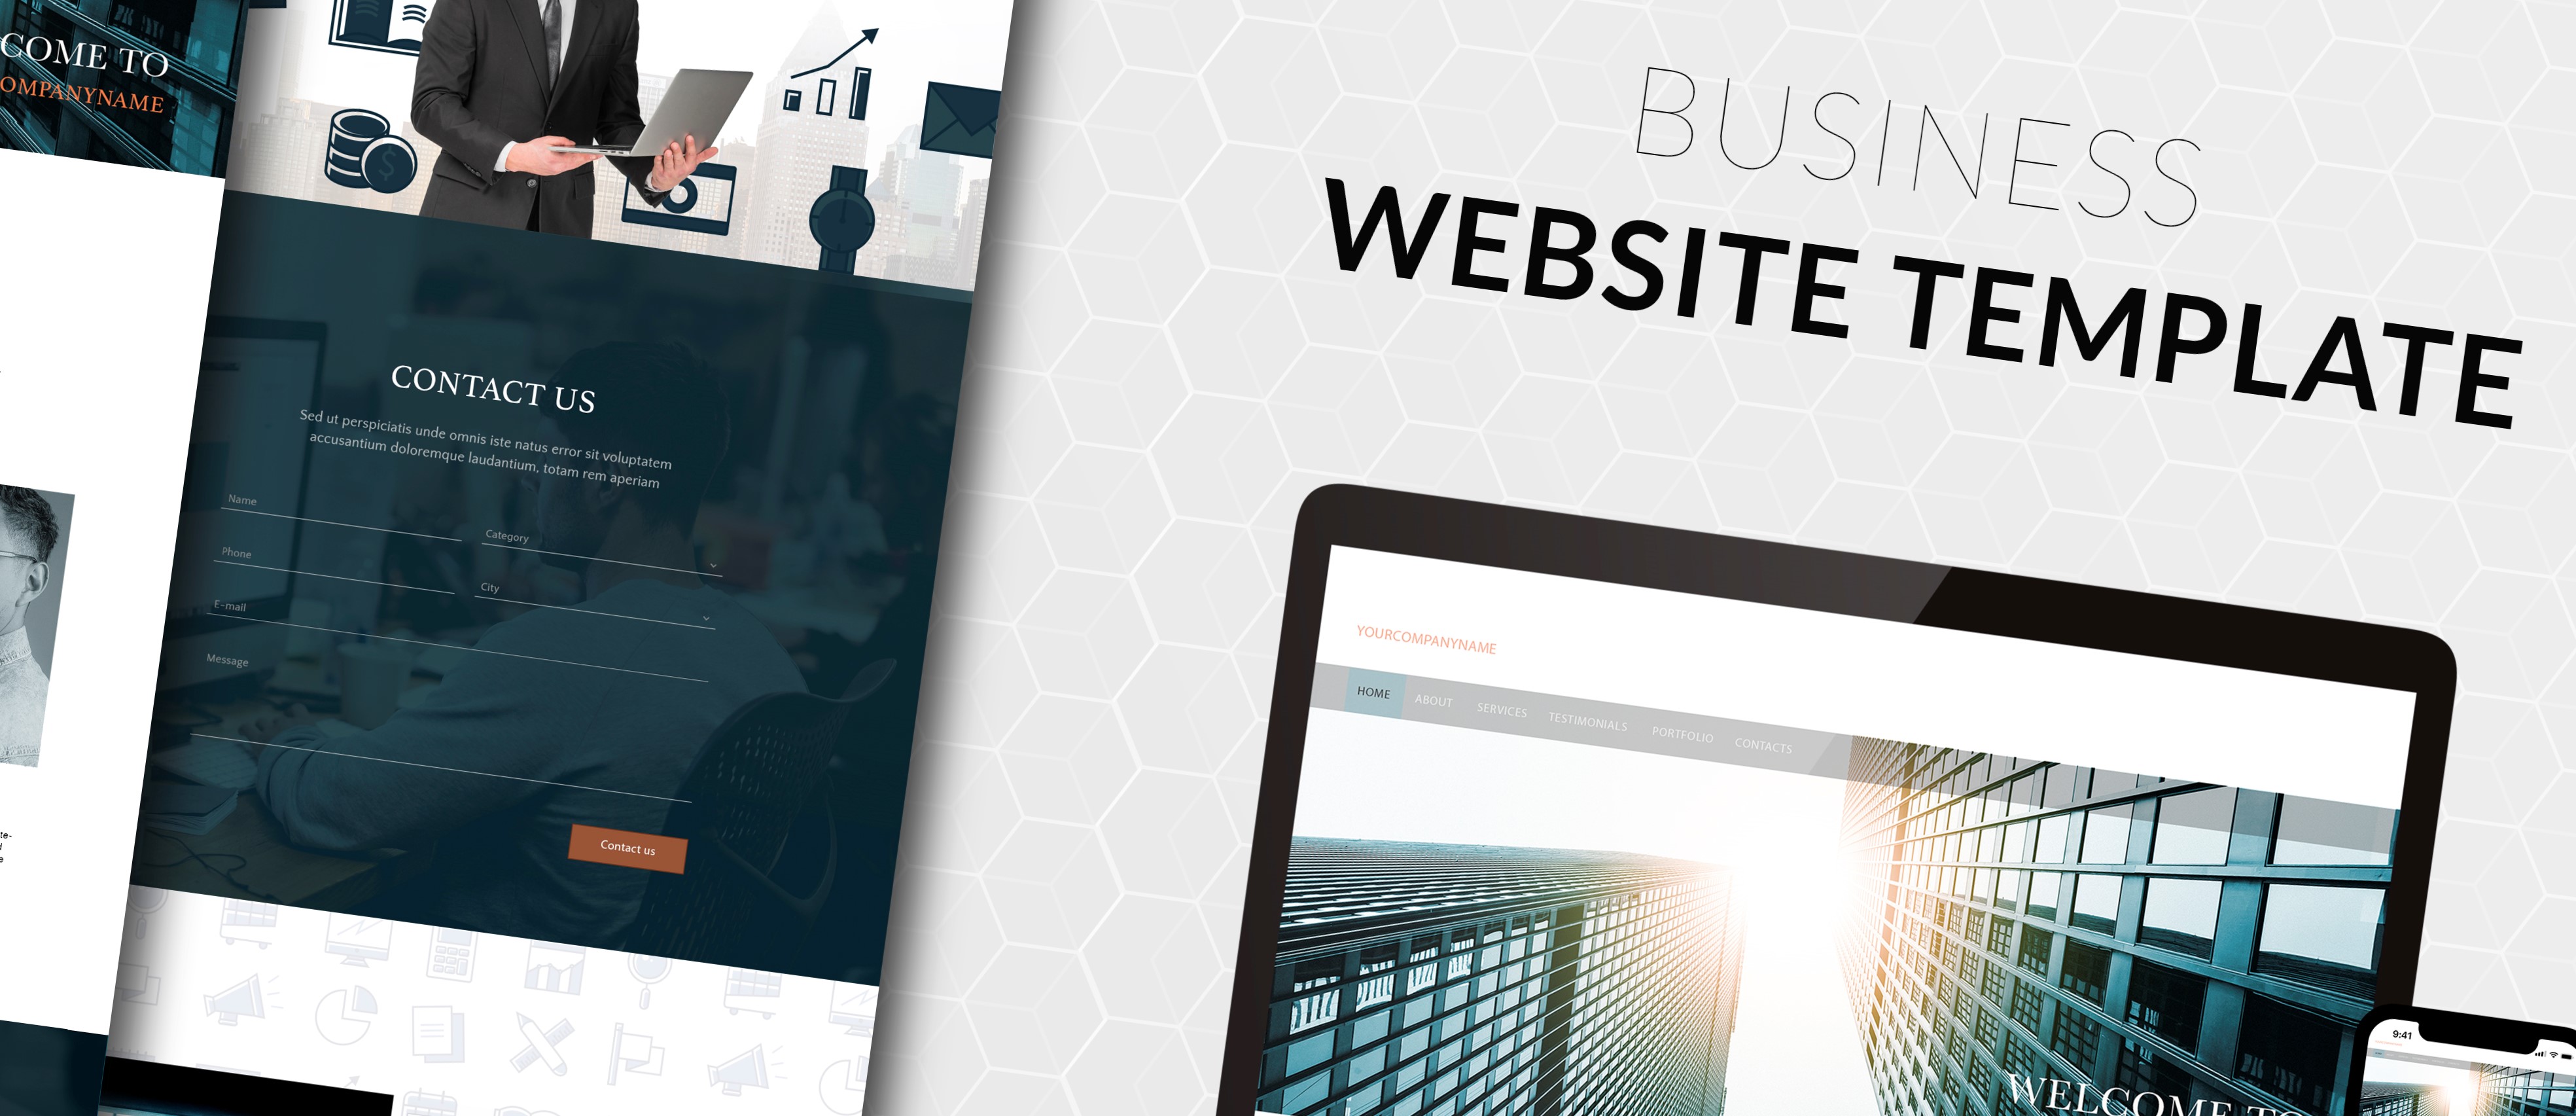 COME TO
OMPANYNAME
CONTACT US
Sed ut perspiciatis unde omnis iste natus error sit voluptatem
accusantium doloremque laudantium, totam rem aperiam
Name
Category
Phone
City
E-mail
Message
Contact us
BUSINESS
WEBSITE TEMPLATE
YOURCOMPANYNAME
HOME ABOUT SERVICES TESTIMONIALS PORTFOLIO CONTACTS
WELCOME TO
9:41